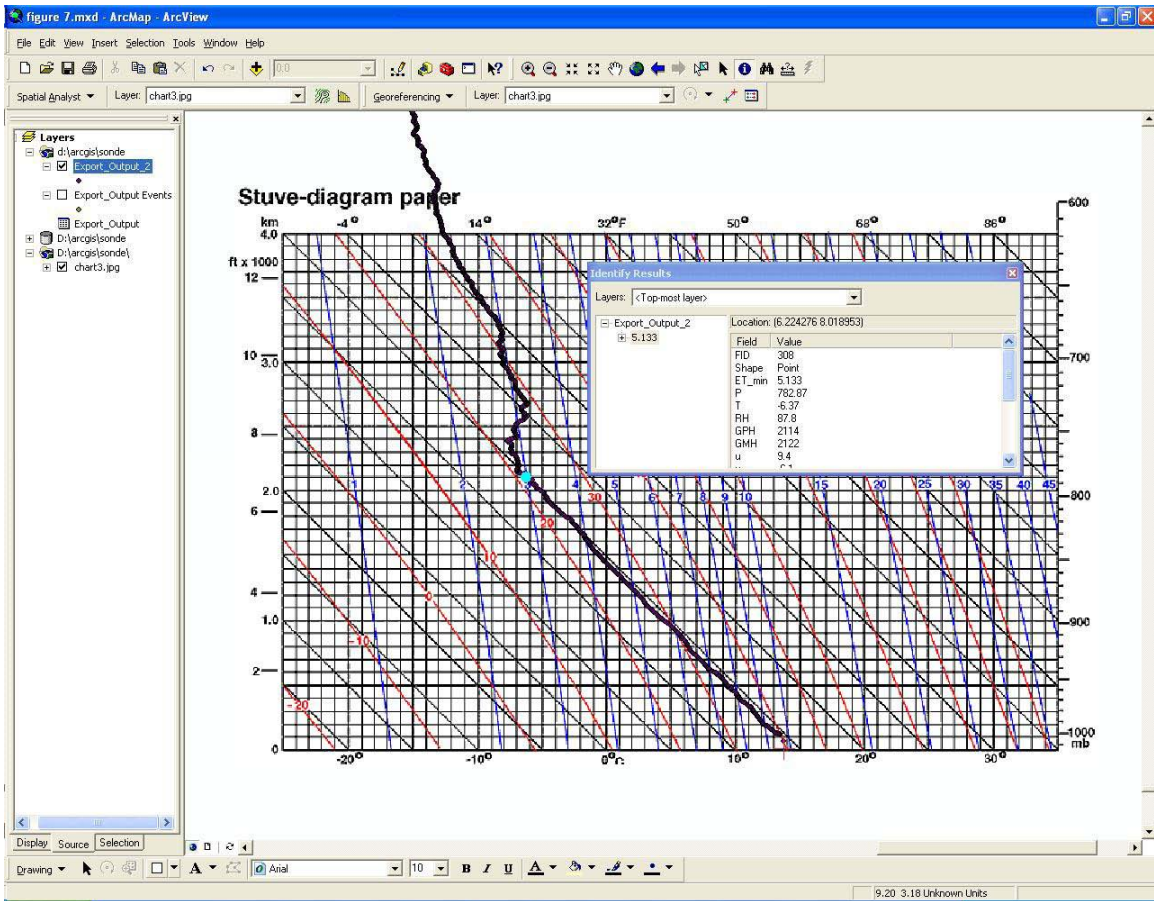 figure 7.mxd - ArcMap - ArcView
File Edit View Insert Selection Tools Window Help
0.0
Spatial Analyst Layer: chart3.jpg Georeferencing Layer: chart3.jpg
Layers
d:\arcgis\sonde
Export_Output_2
Export_Output Events
Export_Output
D:\arcgis\sonde
D:\arcgis\sonde\
chart3.jpg
Stuve-diagram paper
600
km -4° 14° 32°F 50° 68° 86°
4.0
ft x 1000
12
Identify Results
Layers: <Top-most layer>
Export_Output_2
5.133
Location: (6.224276 8.018953)
Field Value
FID 308
Shape Point
ET_min 5.133
P 782.87
T -6.37
RH 87.8
GPH 2114
GMH 2122
u 9.4
10
3.0
700
8
1 2 3 4 5 6 7 8 9 10 15 20 25 30 35 40 45
2.0 30 800
6 20
10
4 0
1.0 900
-10
2
-20
0 1000
mb
-20° -10° 0°C 10° 20° 30°
Display Source Selection
Drawing A Arial 10 B I U A
9.20 3.18 Unknown Units